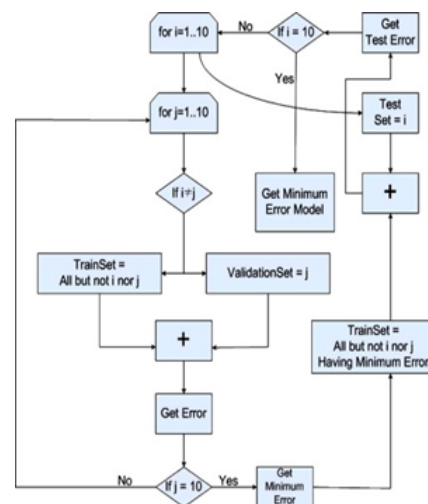 for i=1..10
No
If i = 10
Get
Test Error
Yes
for j=1..10
Test
Set = i
If i≠j
Get Minimum
Error Model
+
TrainSet =
All but not i nor j
ValidationSet = j
+
TrainSet =
All but not i nor j
Having Minimum Error
Get Error
No
If j = 10
Yes
Get
Minimum
Error